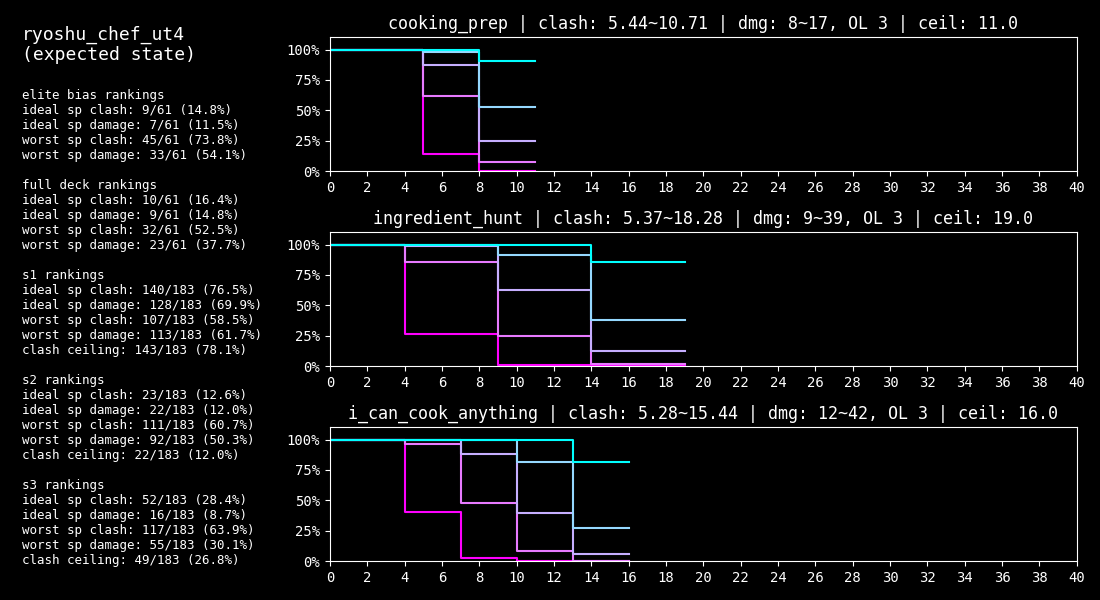 ryoshu_chef_ut4
(expected state)
elite bias rankings
ideal sp clash: 9/61 (14.8%)
ideal sp damage: 7/61 (11.5%)
worst sp clash: 45/61 (73.8%)
worst sp damage: 33/61 (54.1%)
full deck rankings
ideal sp clash: 10/61 (16.4%)
ideal sp damage: 9/61 (14.8%)
worst sp clash: 32/61 (52.5%)
worst sp damage: 23/61 (37.7%)
s1 rankings
ideal sp clash: 140/183 (76.5%)
ideal sp damage: 128/183 (69.9%)
worst sp clash: 107/183 (58.5%)
worst sp damage: 113/183 (61.7%)
clash ceiling: 143/183 (78.1%)
s2 rankings
ideal sp clash: 23/183 (12.6%)
ideal sp damage: 22/183 (12.0%)
worst sp clash: 111/183 (60.7%)
worst sp damage: 92/183 (50.3%)
clash ceiling: 22/183 (12.0%)
s3 rankings
ideal sp clash: 52/183 (28.4%)
ideal sp damage: 16/183 (8.7%)
worst sp clash: 117/183 (63.9%)
worst sp damage: 55/183 (30.1%)
clash ceiling: 49/183 (26.8%)
cooking_prep | clash: 5.44~10.71 | dmg: 8~17, OL 3 | ceil: 11.0
100%
75%
50%
25%
0%
0 2 4 6 8 10 12 14 16 18 20 22 24 26 28 30 32 34 36 38 40
ingredient_hunt | clash: 5.37~18.28 | dmg: 9~39, OL 3 | ceil: 19.0
100%
75%
50%
25%
0%
0 2 4 6 8 10 12 14 16 18 20 22 24 26 28 30 32 34 36 38 40
i_can_cook_anything | clash: 5.28~15.44 | dmg: 12~42, OL 3 | ceil: 16.0
100%
75%
50%
25%
0%
0 2 4 6 8 10 12 14 16 18 20 22 24 26 28 30 32 34 36 38 40